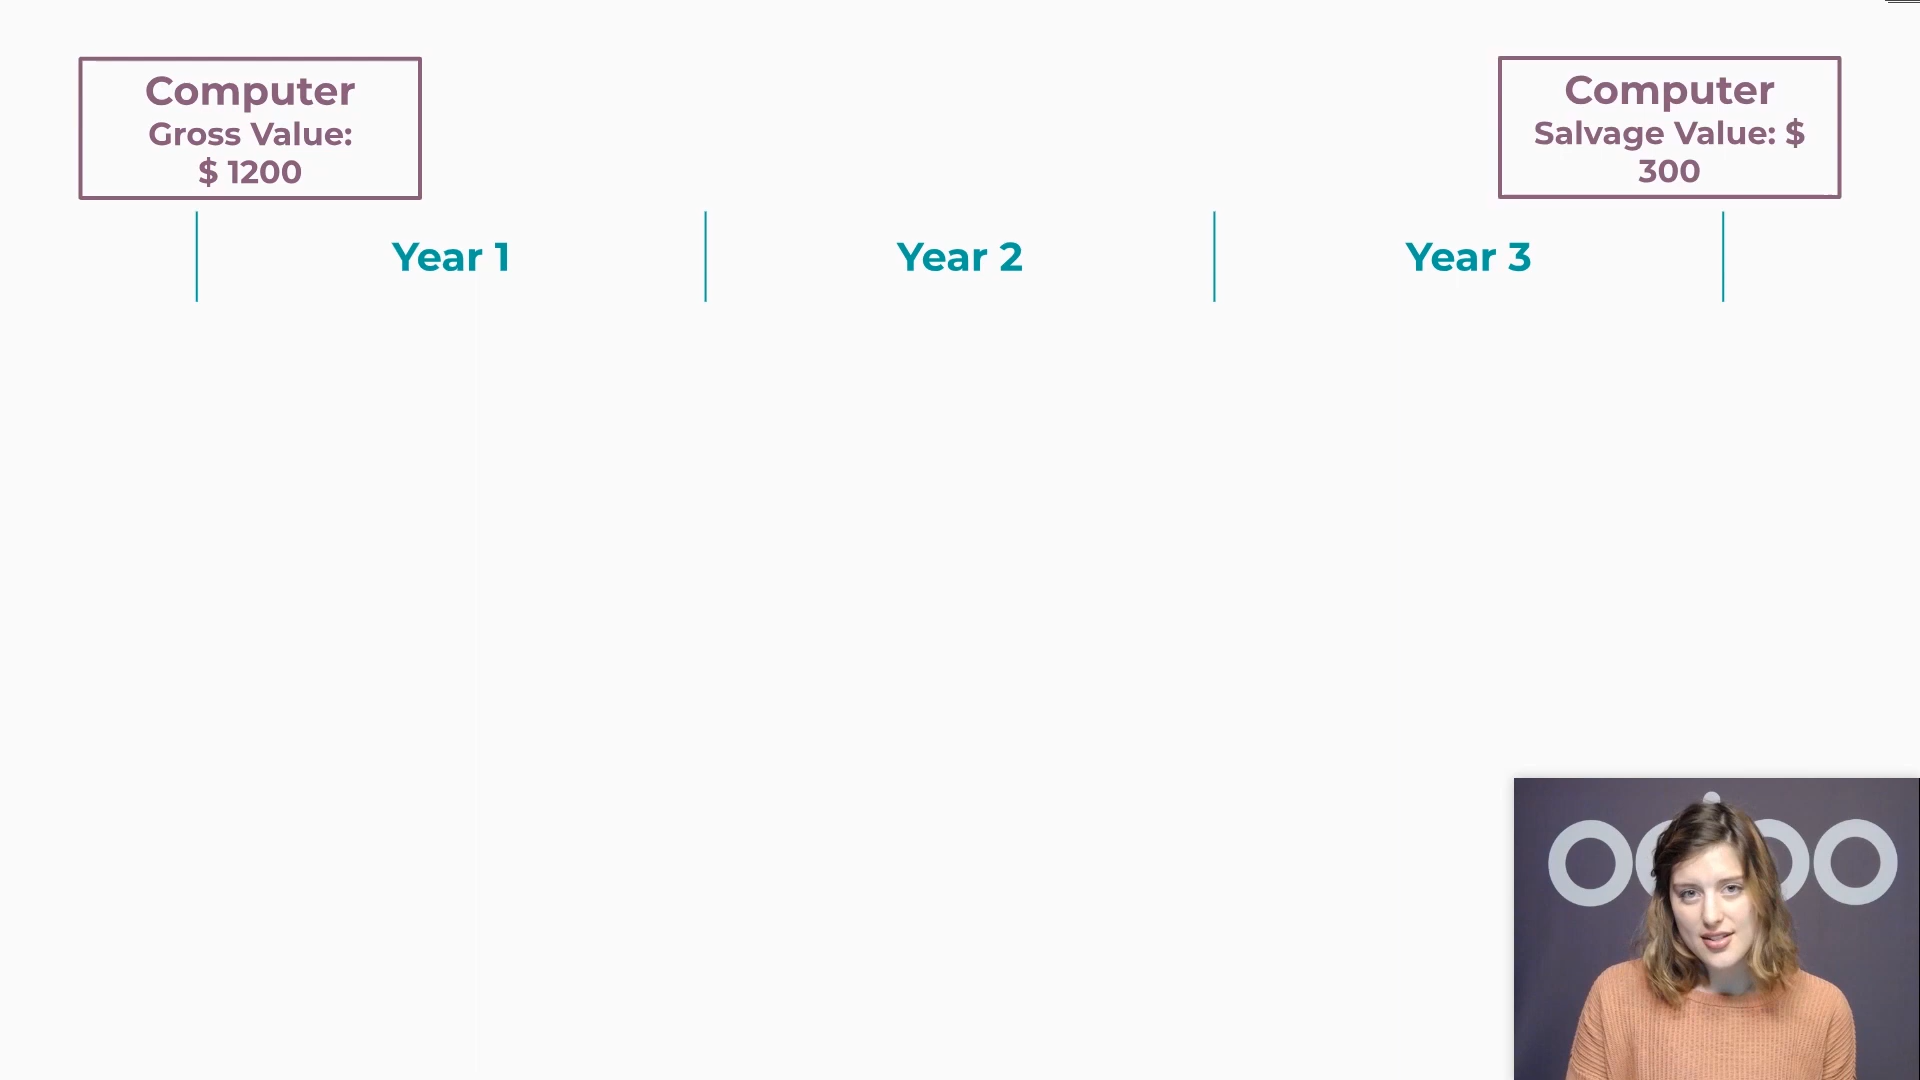 Computer
Gross Value:
$ 1200
Computer
Salvage Value: $
300
Year 1
Year 2
Year 3